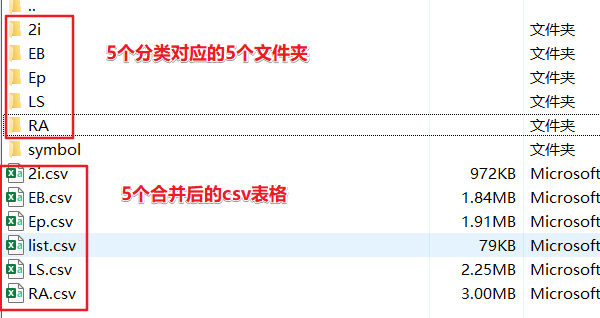 ..
2i 文件夹
5个分类对应的5个文件夹
EB 文件夹
Ep 文件夹
LS 文件夹
RA 文件夹
symbol 文件夹
2i.csv 972KB Microsoft
5个合并后的csv表格
EB.csv 1.84MB Microsoft
Ep.csv 1.91MB Microsoft
list.csv 79KB Microsoft
LS.csv 2.25MB Microsoft
RA.csv 3.00MB Microsoft